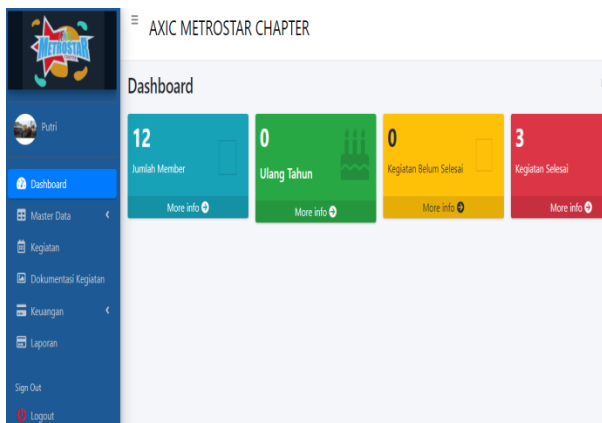 METROSTAR
AXIC METROSTAR CHAPTER
Putri
Dashboard
Master Data
Kegiatan
Dokumentasi Kegiatan
Keuangan
Laporan
Sign Out
Logout
Dashboard
12
Jumlah Member
More info
0
Ulang Tahun
More info
0
Kegiatan Belum Selesai
More info
3
Kegiatan Selesai
More info